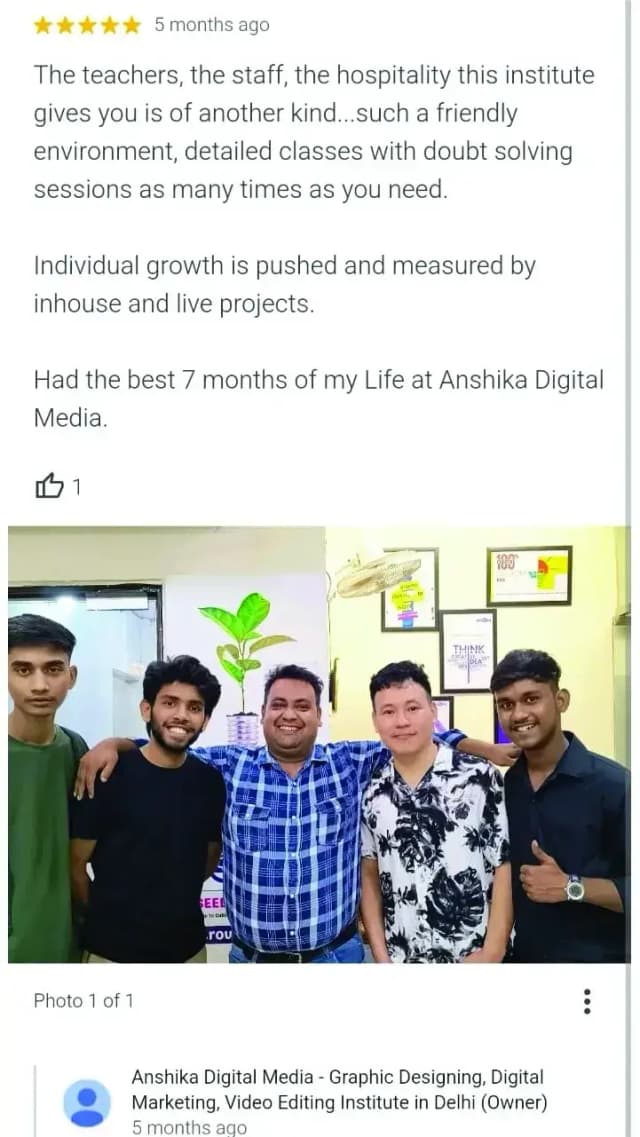 5 months ago
The teachers, the staff, the hospitality this institute
gives you is of another kind...such a friendly
environment, detailed classes with doubt solving
sessions as many times as you need.
Individual growth is pushed and measured by
inhouse and live projects.
Had the best 7 months of my Life at Anshika Digital
Media.
1
100
THINK
IDEA
SEE
rou
Photo 1 of 1
Anshika Digital Media - Graphic Designing, Digital
Marketing, Video Editing Institute in Delhi (Owner)
5 months ago